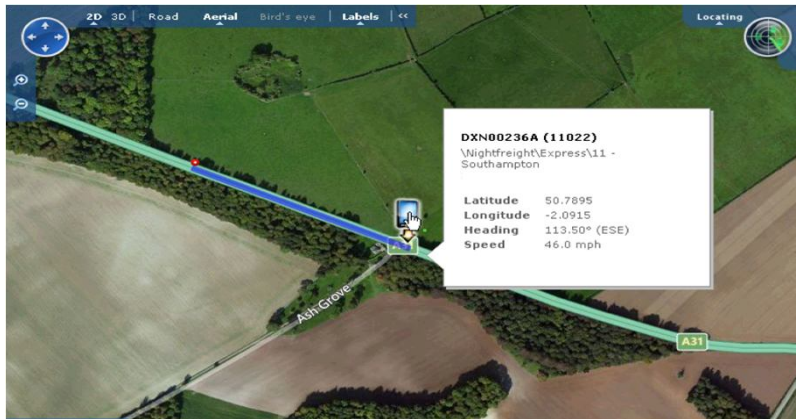 2D 3D | Road Aerial Bird's eye | Labels | <<
Locating
DXN00236A (11022)
\Nightfreight\Express\11 -
Southampton
Latitude 50.7895
Longitude -2.0915
Heading 113.50° (ESE)
Speed 46.0 mph
Ash Grove
A31